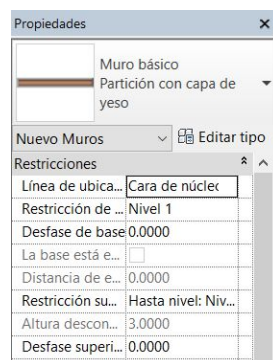 Propiedades
Muro básico
Partición con capa de
yeso
Nuevo Muros
Editar tipo
Restricciones
Línea de ubica... Cara de núclec
Restricción de ... Nivel 1
Desfase de base 0.0000
La base está e...
Distancia de e... 0.0000
Restricción su... Hasta nivel: Niv...
Altura descon... 3.0000
Desfase superi... 0.0000